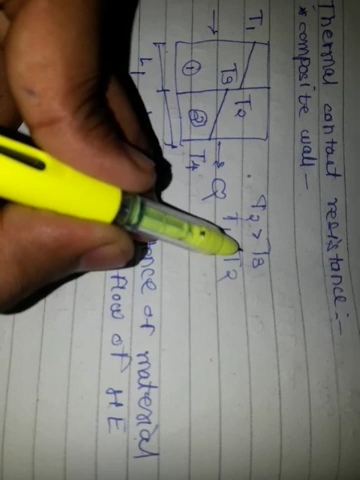 Thermal contact resistance :-
* composite wall -
T1
T3
T2
①
②
T4
Q
L1
T2 > T3
ance of material
flow of HE